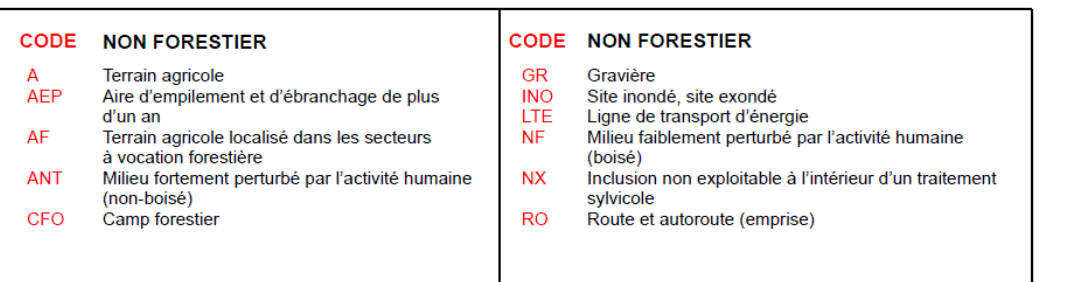 CODE NON FORESTIER
A Terrain agricole
AEP Aire d'empilement et d'ébranchage de plus
d'un an
AF Terrain agricole localisé dans les secteurs
à vocation forestière
ANT Milieu fortement perturbé par l'activité humaine
(non-boisé)
CFO Camp forestier
CODE NON FORESTIER
GR Gravière
INO Site inondé, site exondé
LTE Ligne de transport d'énergie
NF Milieu faiblement perturbé par l'activité humaine
(boisé)
NX Inclusion non exploitable à l'intérieur d'un traitement
sylvicole
RO Route et autoroute (emprise)